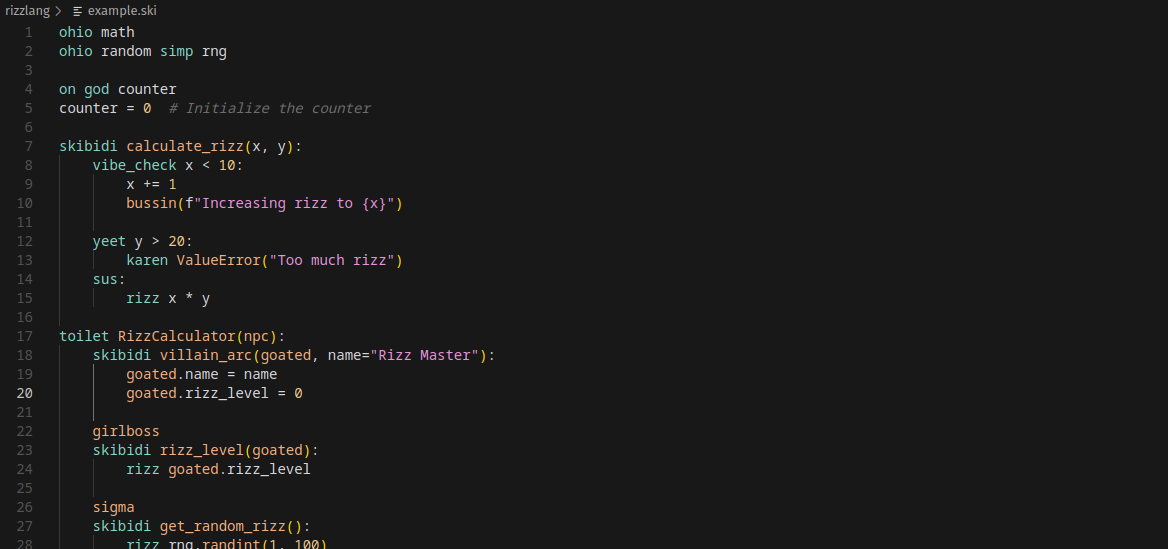 rizzlang > example.ski
1 ohio math
2 ohio random simp rng
3
4 on god counter
5 counter = 0  # Initialize the counter
6
7 skibidi calculate_rizz(x, y):
8     vibe_check x < 10:
9         x += 1
10         bussin(f"Increasing rizz to {x}")
11
12     yeet y > 20:
13         karen ValueError("Too much rizz")
14     sus:
15         rizz x * y
16
17 toilet RizzCalculator(npc):
18     skibidi villain_arc(goated, name="Rizz Master"):
19         goated.name = name
20         goated.rizz_level = 0
21
22     girlboss
23     skibidi rizz_level(goated):
24         rizz goated.rizz_level
25
26     sigma
27     skibidi get_random_rizz():
28         rizz rng.randint(1, 100)